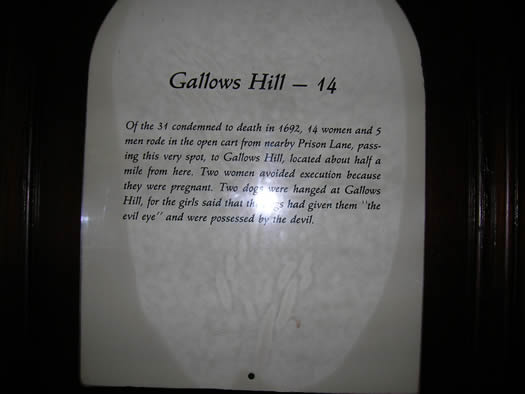 Gallows Hill — 14
Of the 31 condemned to death in 1692, 14 women and 5
men rode in the open cart from nearby Prison Lane, pass-
ing this very spot, to Gallows Hill, located about half a
mile from here. Two women avoided execution because
they were pregnant. Two dogs were hanged at Gallows
Hill, for the girls said that the dogs had given them "the
evil eye" and were possessed by the devil.